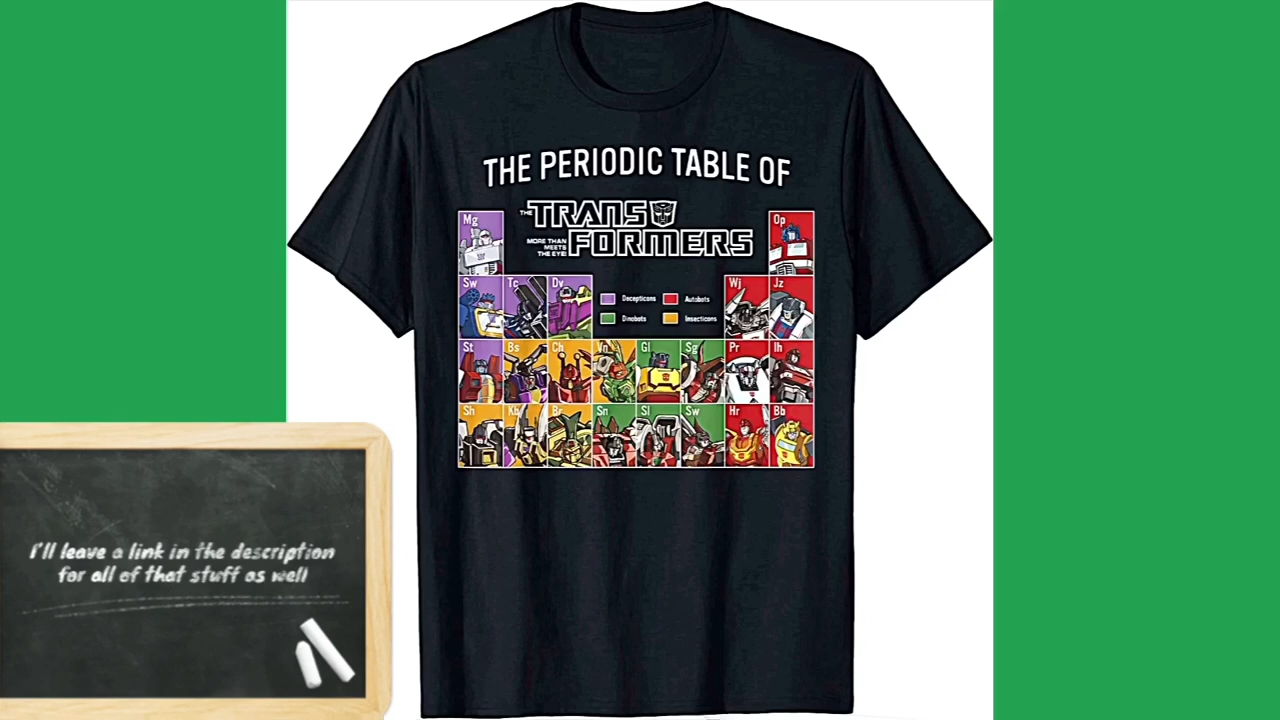 THE PERIODIC TABLE OF
THE TRANSFORMERS
MORE THAN
MEETS
THE EYE!
Mg Op
Sw Tc Dv Wj Jz
Decepticons Autobots
Dinobots Insecticons
St Bs Ch Vn Gl Sg Pr Ih
Sh Kb Br Sn Sl Sw Hr Bb
I'll leave a link in the description
for all of that stuff as well